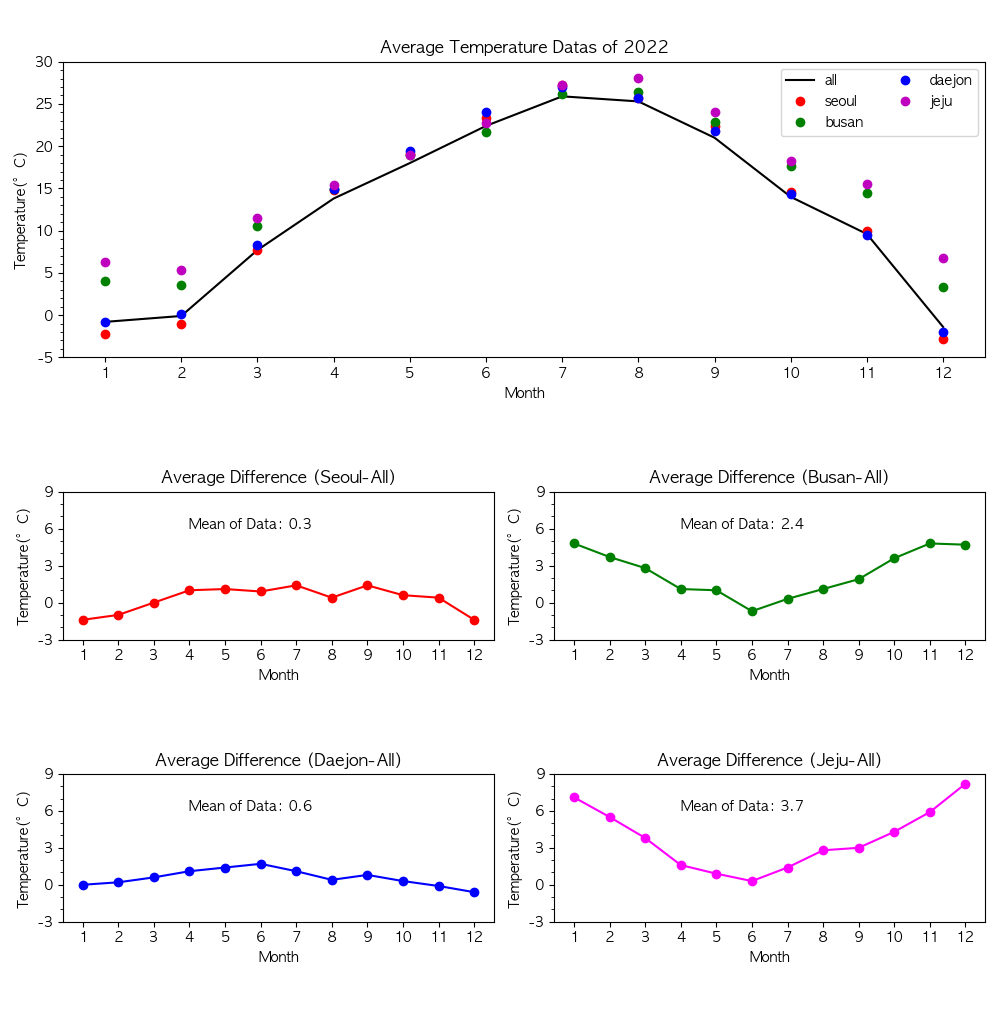 Average Temperature Datas of 2022
30
25
20
15
10
5
0
-5
Temperature(° C)
all
seoul
busan
daejon
jeju
1 2 3 4 5 6 7 8 9 10 11 12
Month
Average Difference (Seoul-All)
9
6
3
0
-3
Temperature(° C)
Mean of Data: 0.3
1 2 3 4 5 6 7 8 9 10 11 12
Month
Average Difference (Busan-All)
9
6
3
0
-3
Temperature(° C)
Mean of Data: 2.4
1 2 3 4 5 6 7 8 9 10 11 12
Month
Average Difference (Daejon-All)
9
6
3
0
-3
Temperature(° C)
Mean of Data: 0.6
1 2 3 4 5 6 7 8 9 10 11 12
Month
Average Difference (Jeju-All)
9
6
3
0
-3
Temperature(° C)
Mean of Data: 3.7
1 2 3 4 5 6 7 8 9 10 11 12
Month